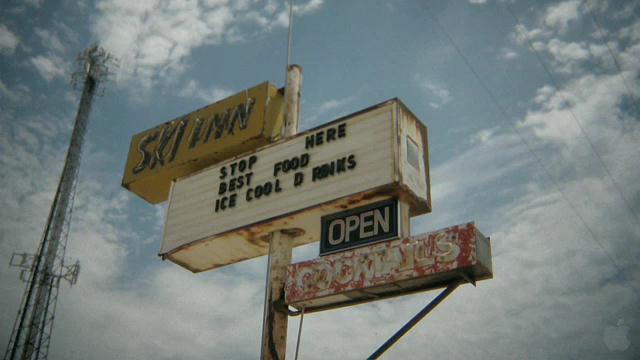 SKI INN
STOP HERE
BEST FOOD
ICE COOL D RINKS
OPEN
COCKTAILS